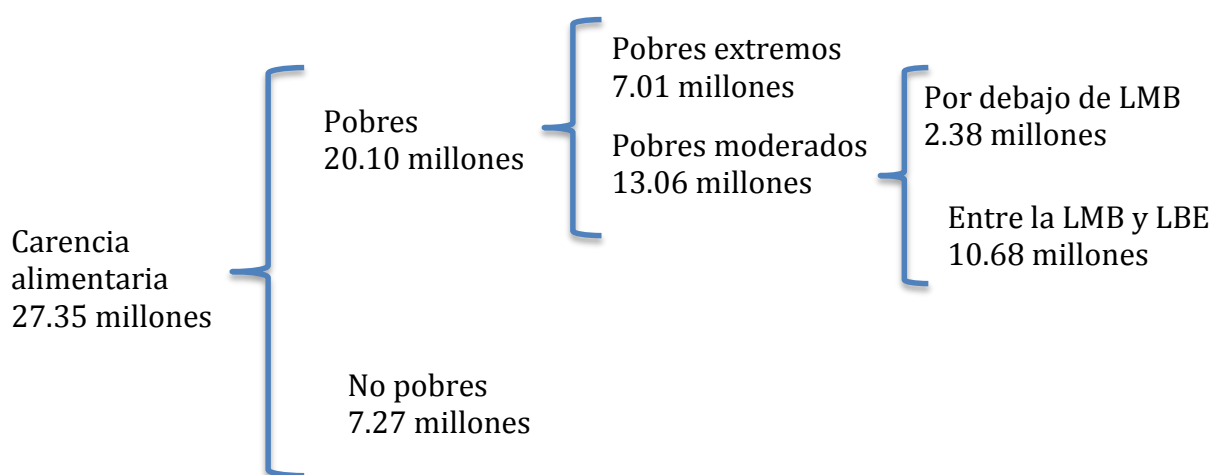 Carencia
alimentaria
27.35 millones
Pobres
20.10 millones
Pobres extremos
7.01 millones
Pobres moderados
13.06 millones
Por debajo de LMB
2.38 millones
Entre la LMB y LBE
10.68 millones
No pobres
7.27 millones